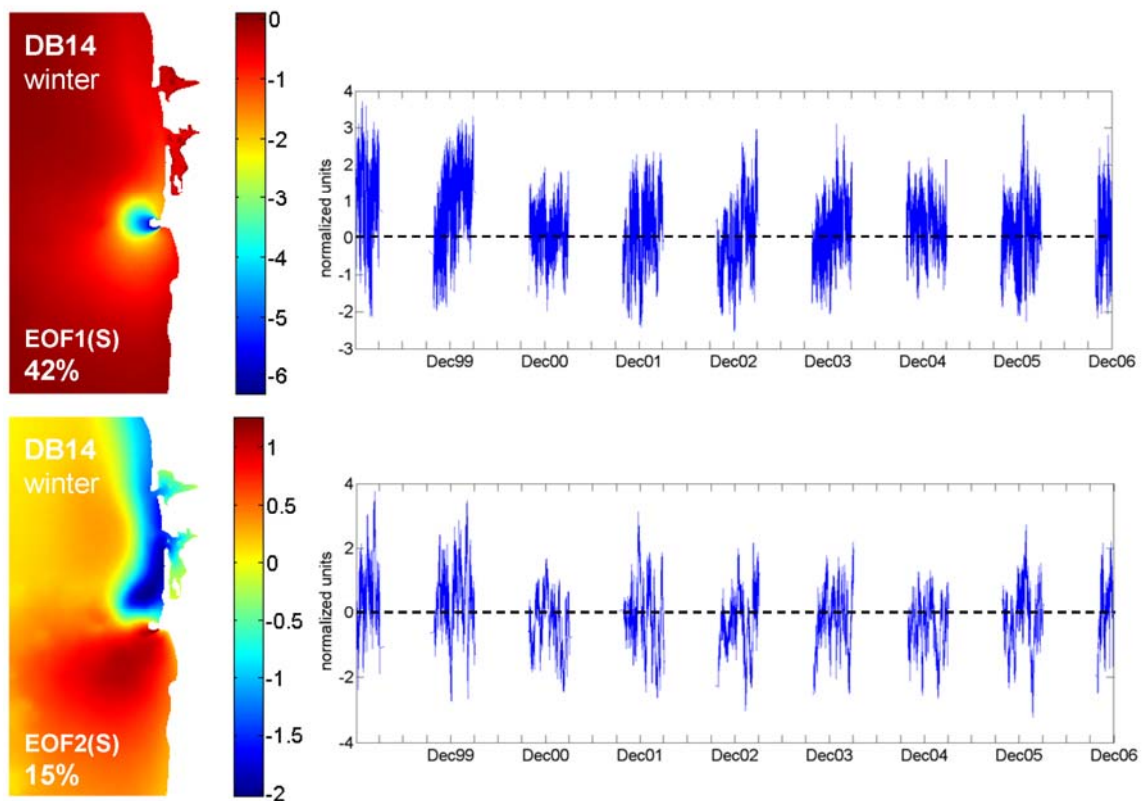 DB14
winter
EOF1(S)
42%
0
-1
-2
-3
-4
-5
-6
normalized units
4
3
2
1
0
-1
-2
-3
Dec99 Dec00 Dec01 Dec02 Dec03 Dec04 Dec05 Dec06
DB14
winter
EOF2(S)
15%
1
0.5
0
-0.5
-1
-1.5
-2
normalized units
4
2
0
-2
-4
Dec99 Dec00 Dec01 Dec02 Dec03 Dec04 Dec05 Dec06